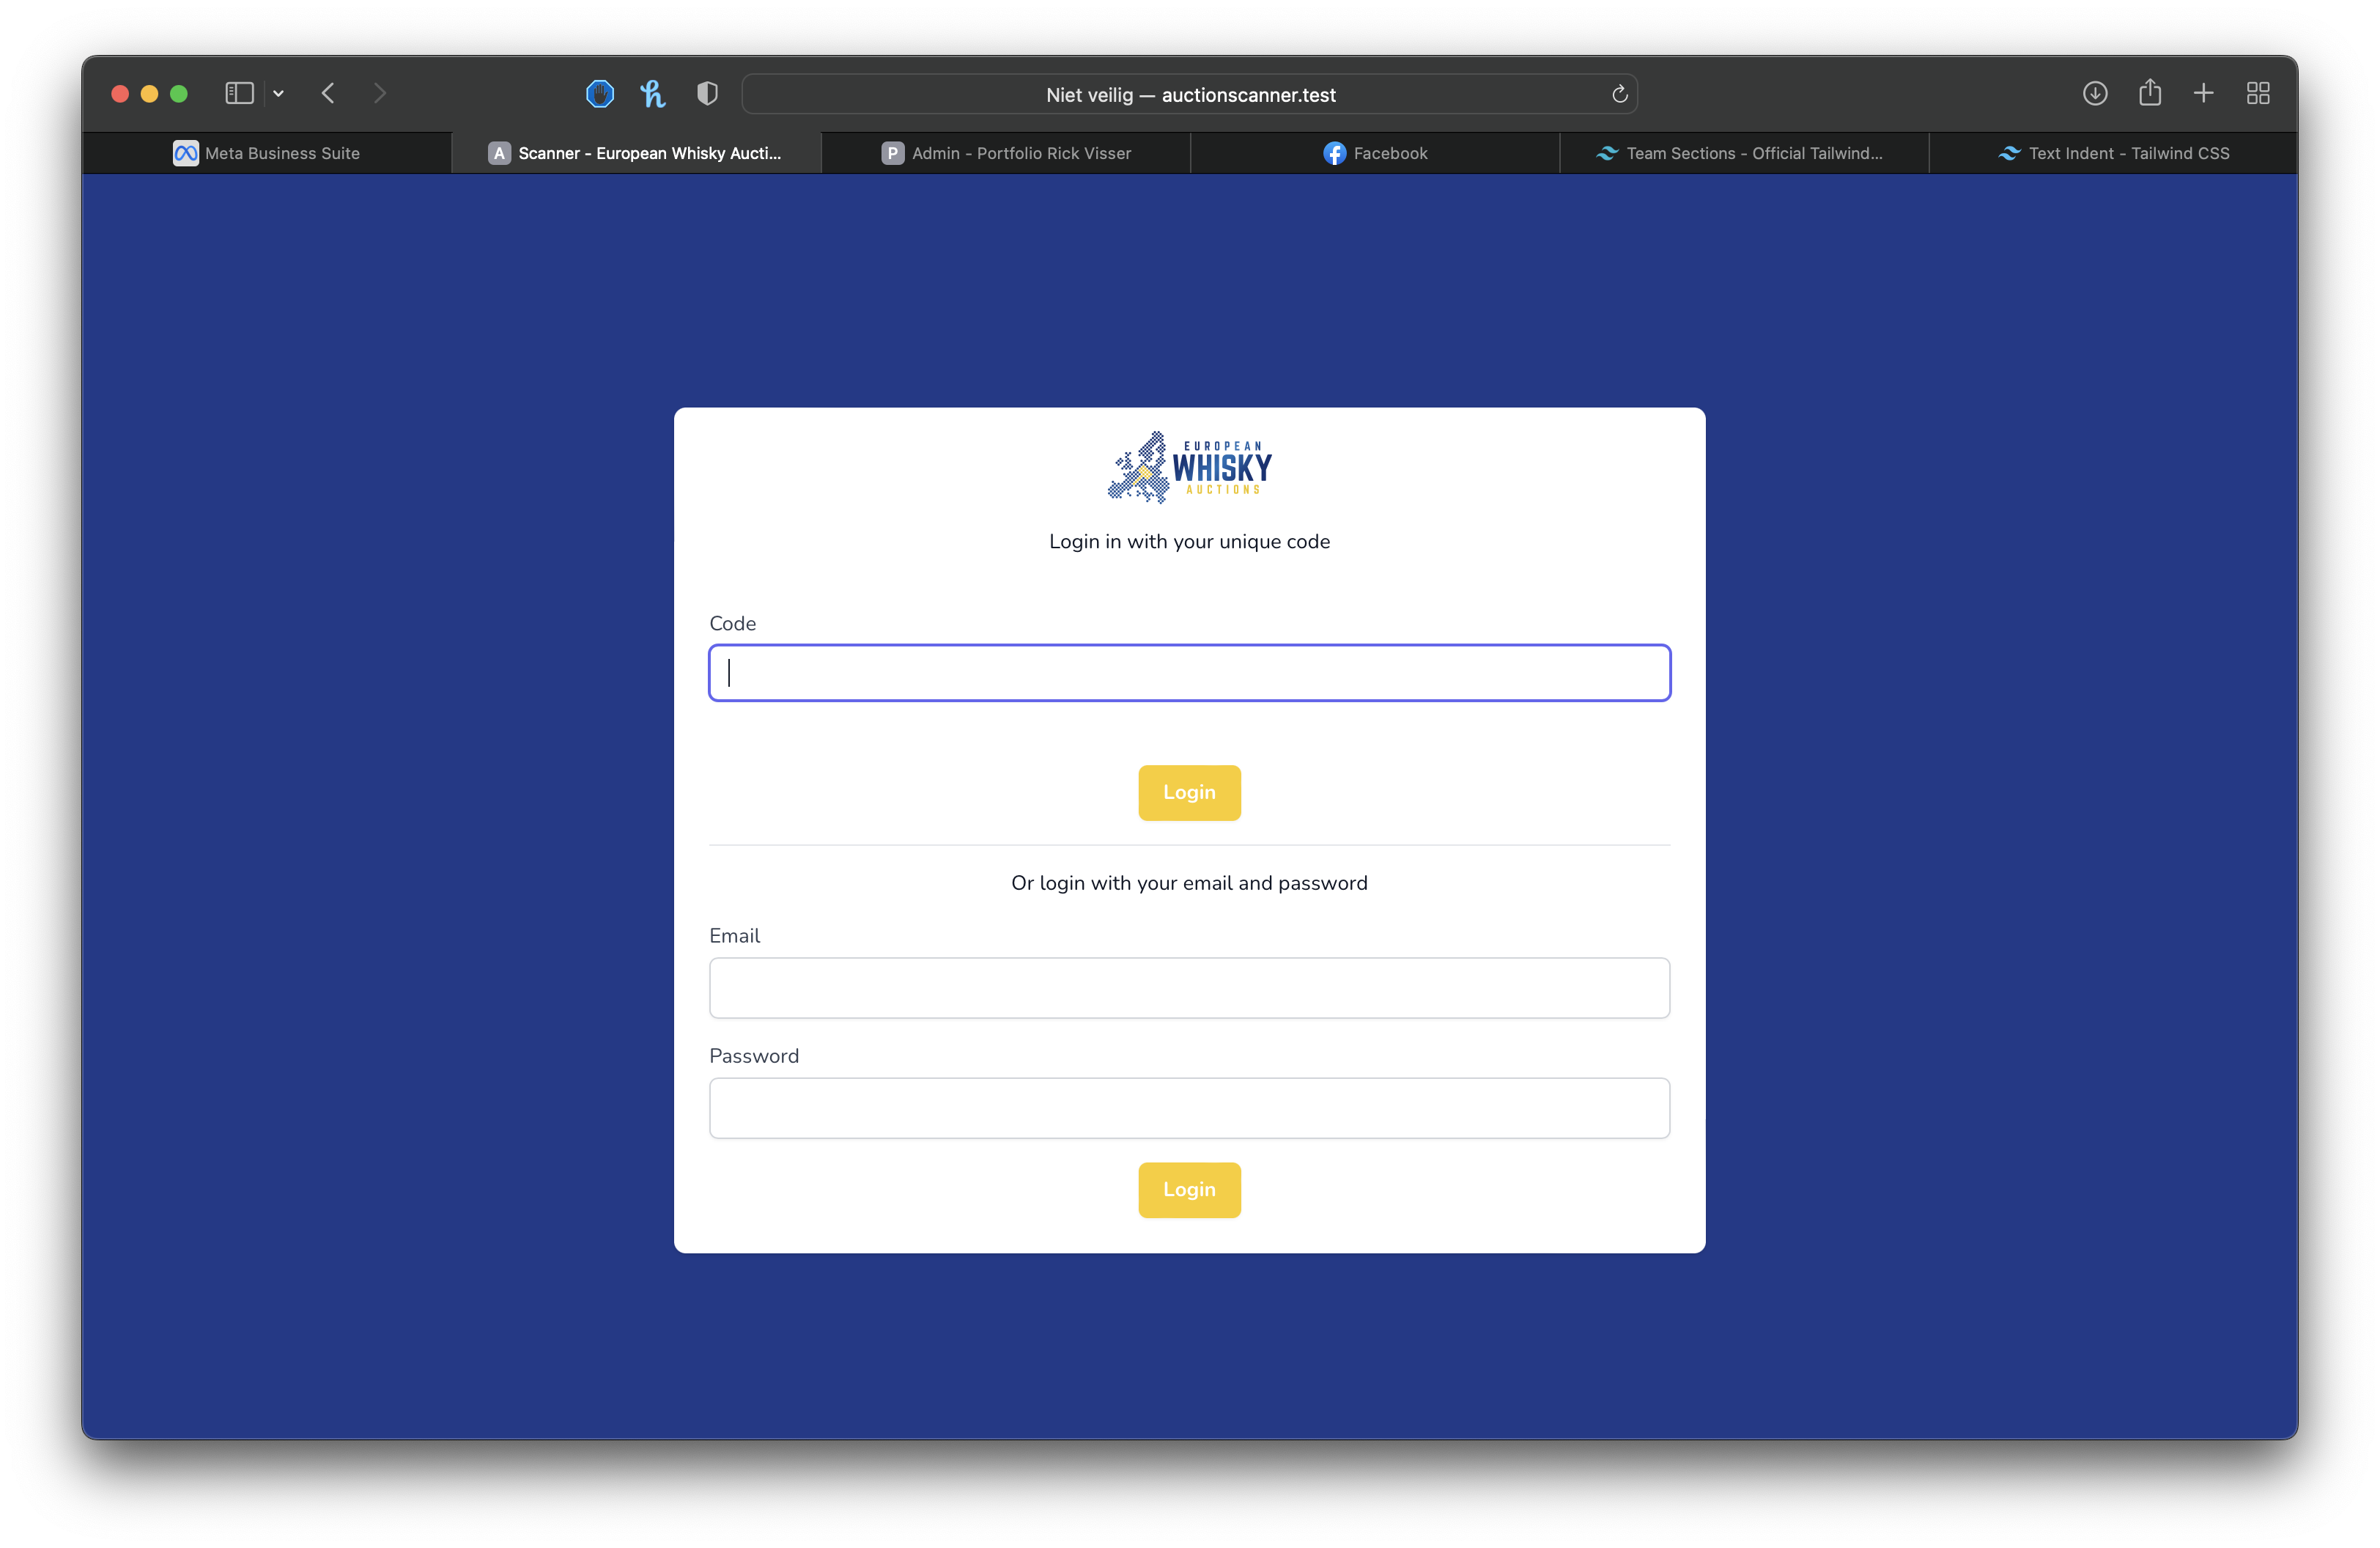 Niet veilig — auctionscanner.test
Meta Business Suite
A Scanner - European Whisky Aucti...
P Admin - Portfolio Rick Visser
Facebook
Team Sections - Official Tailwind...
Text Indent - Tailwind CSS
EUROPEAN
WHISKY
AUCTIONS
Login in with your unique code
Code
Login
Or login with your email and password
Email
Password
Login